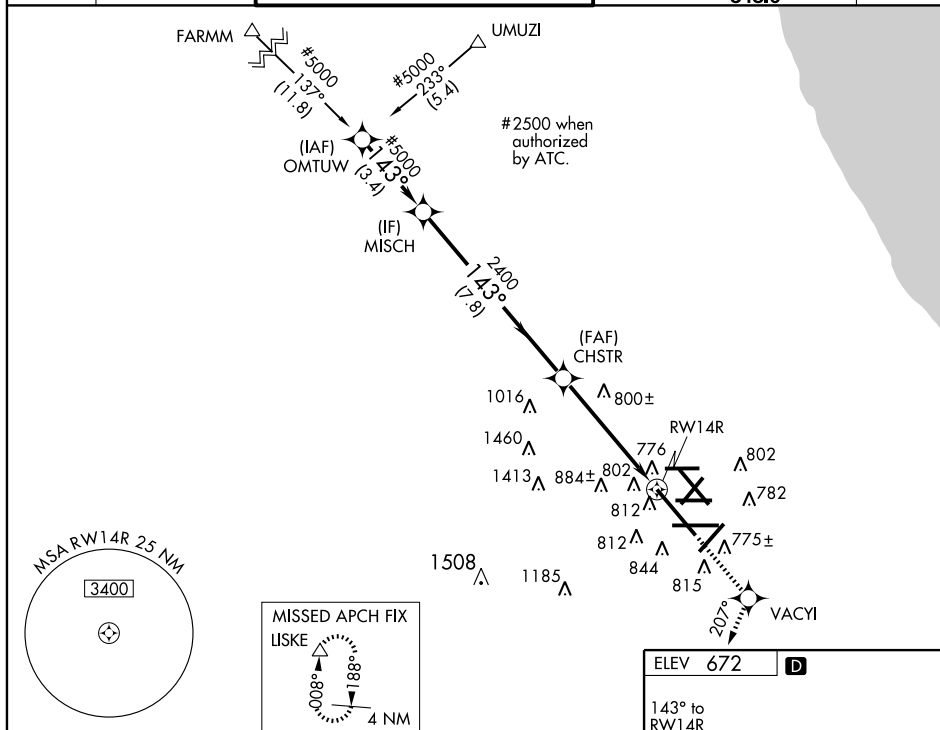 FARMM
UMUZI
#5000
137°
(11.8)
#5000
233°
(5.4)
#2500 when
authorized
by ATC.
(IAF)
OMTUW
#5000
143°
(3.4)
(IF)
MISCH
2400
143°
(7.8)
(FAF)
CHSTR
1016
800±
RW14R
1460
776
802
1413
884±
802
782
812
812
844
775±
815
1508
1185
VACYI
207°
MSA RW14R 25 NM
3400
MISSED APCH FIX
LISKE
008°
188°
4 NM
ELEV 672
D
143° to
RW14R